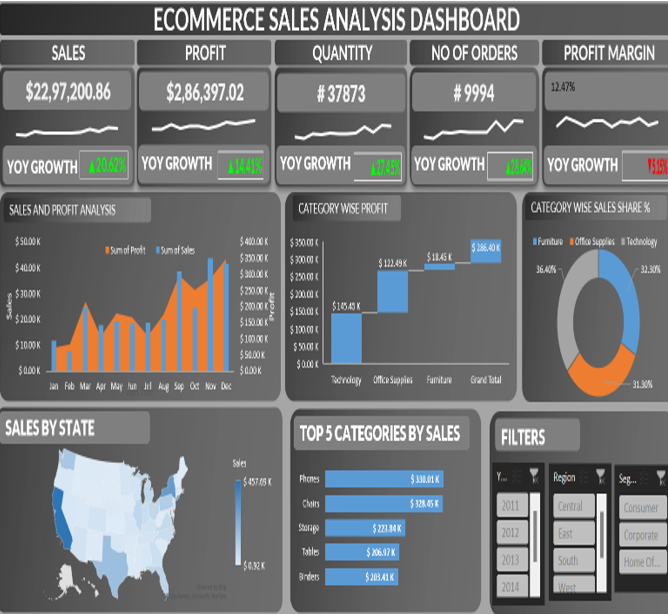 ECOMMERCE SALES ANALYSIS DASHBOARD
SALES
PROFIT
QUANTITY
NO OF ORDERS
PROFIT MARGIN
$22,97,200.86
$2,86,397.02
# 37873
# 9994
12.47%
YOY GROWTH ▲20.62%
YOY GROWTH ▲14.41%
YOY GROWTH ▲27.45%
YOY GROWTH
YOY GROWTH ▼5.15%
SALES AND PROFIT ANALYSIS
Sum of Profit
Sum of Sales
$ 50.00 K
$ 40.00 K
$ 30.00 K
$ 20.00 K
$ 10.00 K
$ 0.00 K
Sales
$ 400.00 K
$ 350.00 K
$ 300.00 K
$ 250.00 K
$ 200.00 K
$ 150.00 K
$ 100.00 K
$ 50.00 K
$ 0.00 K
Profit
Jan Feb Mar Apr May Jun Jul Aug Sep Oct Nov Dec
CATEGORY WISE PROFIT
$ 350.00 K
$ 300.00 K
$ 250.00 K
$ 200.00 K
$ 150.00 K
$ 100.00 K
$ 50.00 K
$ 0.00 K
$ 145.45 K
$ 122.49 K
$ 18.45 K
$ 286.40 K
Technology
Office Supplies
Furniture
Grand Total
CATEGORY WISE SALES SHARE %
Furniture
Office Supplies
Technology
36.40%
32.30%
31.30%
SALES BY STATE
Sales
$ 457.69 K
$ 0.92 K
TOP 5 CATEGORIES BY SALES
Phones $ 330.01 K
Chairs $ 328.45 K
Storage $ 223.84 K
Tables $ 206.97 K
Binders $ 203.41 K
FILTERS
Y...
2011
2012
2013
2014
Region
Central
East
South
West
Seg...
Consumer
Corporate
Home Of...